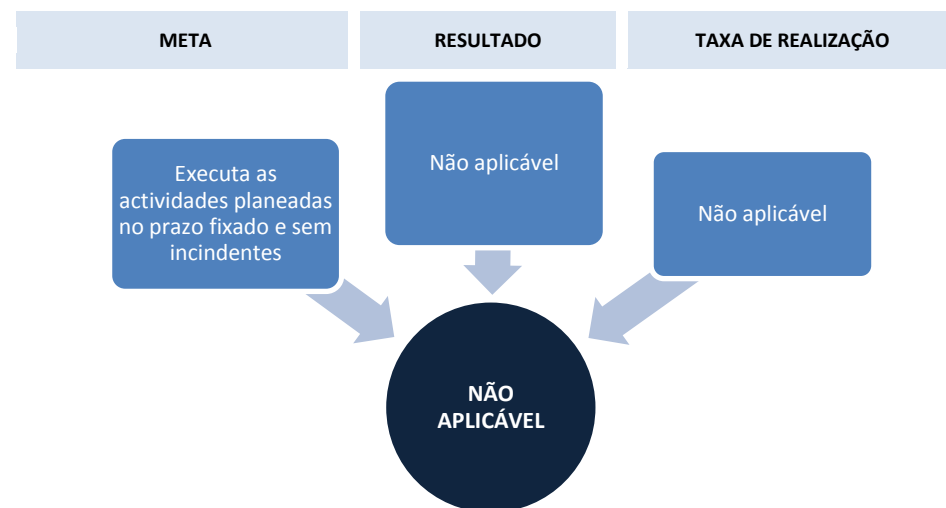 META
RESULTADO
TAXA DE REALIZAÇÃO
Executa as
actividades planeadas
no prazo fixado e sem
incindentes
Não aplicável
Não aplicável
NÃO
APLICÁVEL